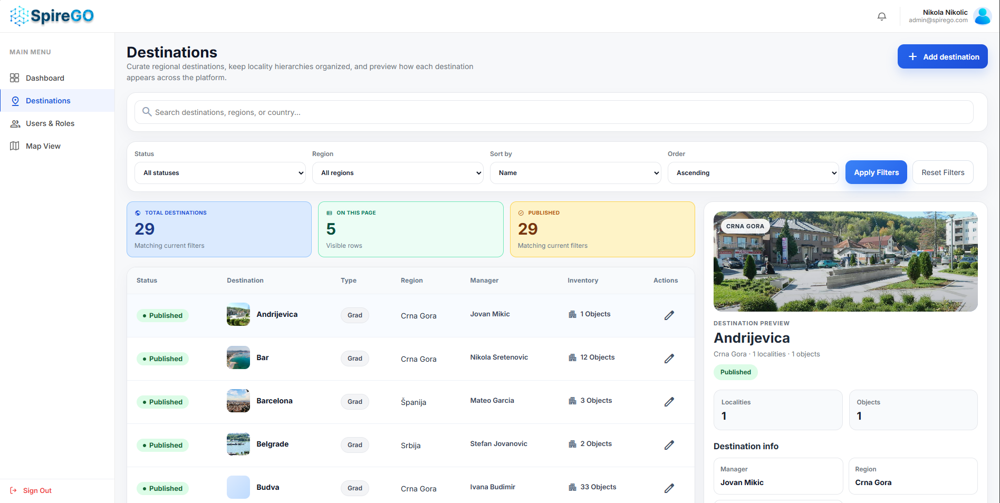 SpireGO
Nikola Nikolic
admin@spirego.com
MAIN MENU
Dashboard
Destinations
Users & Roles
Map View
Sign Out
Destinations
Curate regional destinations, keep locality hierarchies organized, and preview how each destination
appears across the platform.
Add destination
Search destinations, regions, or country...
Status
Region
Sort by
Order
All statuses
All regions
Name
Ascending
Apply Filters
Reset Filters
TOTAL DESTINATIONS
29
Matching current filters
ON THIS PAGE
5
Visible rows
PUBLISHED
29
Matching current filters
Status Destination Type Region Manager Inventory Actions
Published Andrijevica Grad Crna Gora Jovan Mikic 1 Objects
Published Bar Grad Crna Gora Nikola Sretenovic 12 Objects
Published Barcelona Grad Španija Mateo Garcia 3 Objects
Published Belgrade Grad Srbija Stefan Jovanovic 2 Objects
Published Budva Grad Crna Gora Ivana Budimir 33 Objects
CRNA GORA
DESTINATION PREVIEW
Andrijevica
Crna Gora · 1 localities · 1 objects
Published
Localities
1
Objects
1
Destination info
Manager
Jovan Mikic
Region
Crna Gora